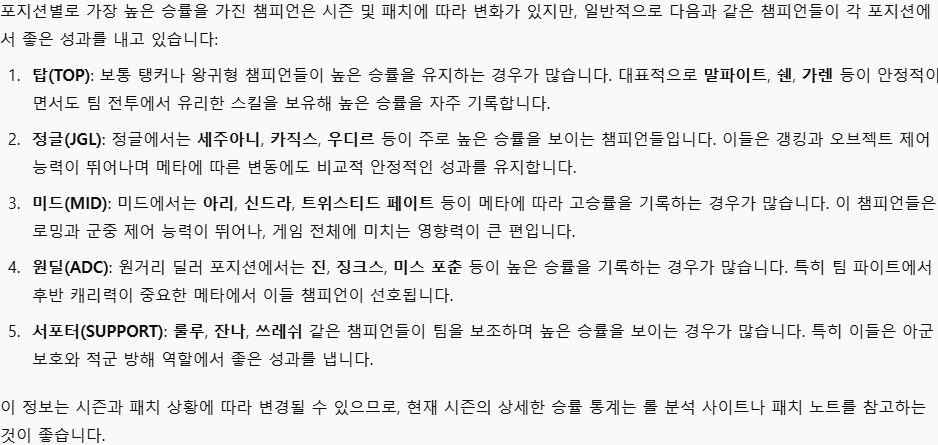 포지션별로 가장 높은 승률을 가진 챔피언은 시즌 및 패치에 따라 변화가 있지만, 일반적으로 다음과 같은 챔피언들이 각 포지션에
서 좋은 성과를 내고 있습니다:
1. 탑(TOP): 보통 탱커나 왕귀형 챔피언들이 높은 승률을 유지하는 경우가 많습니다. 대표적으로 말파이트, 쉔, 가렌 등이 안정적이
면서도 팀 전투에서 유리한 스킬을 보유해 높은 승률을 자주 기록합니다.
2. 정글(JGL): 정글에서는 세주아니, 카직스, 우디르 등이 주로 높은 승률을 보이는 챔피언들입니다. 이들은 갱킹과 오브젝트 제어
능력이 뛰어나며 메타에 따른 변동에도 비교적 안정적인 성과를 유지합니다.
3. 미드(MID): 미드에서는 아리, 신드라, 트위스티드 페이트 등이 메타에 따라 고승률을 기록하는 경우가 많습니다. 이 챔피언들은
로밍과 군중 제어 능력이 뛰어나, 게임 전체에 미치는 영향력이 큰 편입니다.
4. 원딜(ADC): 원거리 딜러 포지션에서는 진, 징크스, 미스 포츈 등이 높은 승률을 기록하는 경우가 많습니다. 특히 팀 파이트에서
후반 캐리력이 중요한 메타에서 이들 챔피언이 선호됩니다.
5. 서포터(SUPPORT): 룰루, 잔나, 쓰레쉬 같은 챔피언들이 팀을 보조하며 높은 승률을 보이는 경우가 많습니다. 특히 이들은 아군
보호와 적군 방해 역할에서 좋은 성과를 냅니다.
이 정보는 시즌과 패치 상황에 따라 변경될 수 있으므로, 현재 시즌의 상세한 승률 통계는 롤 분석 사이트나 패치 노트를 참고하는
것이 좋습니다.